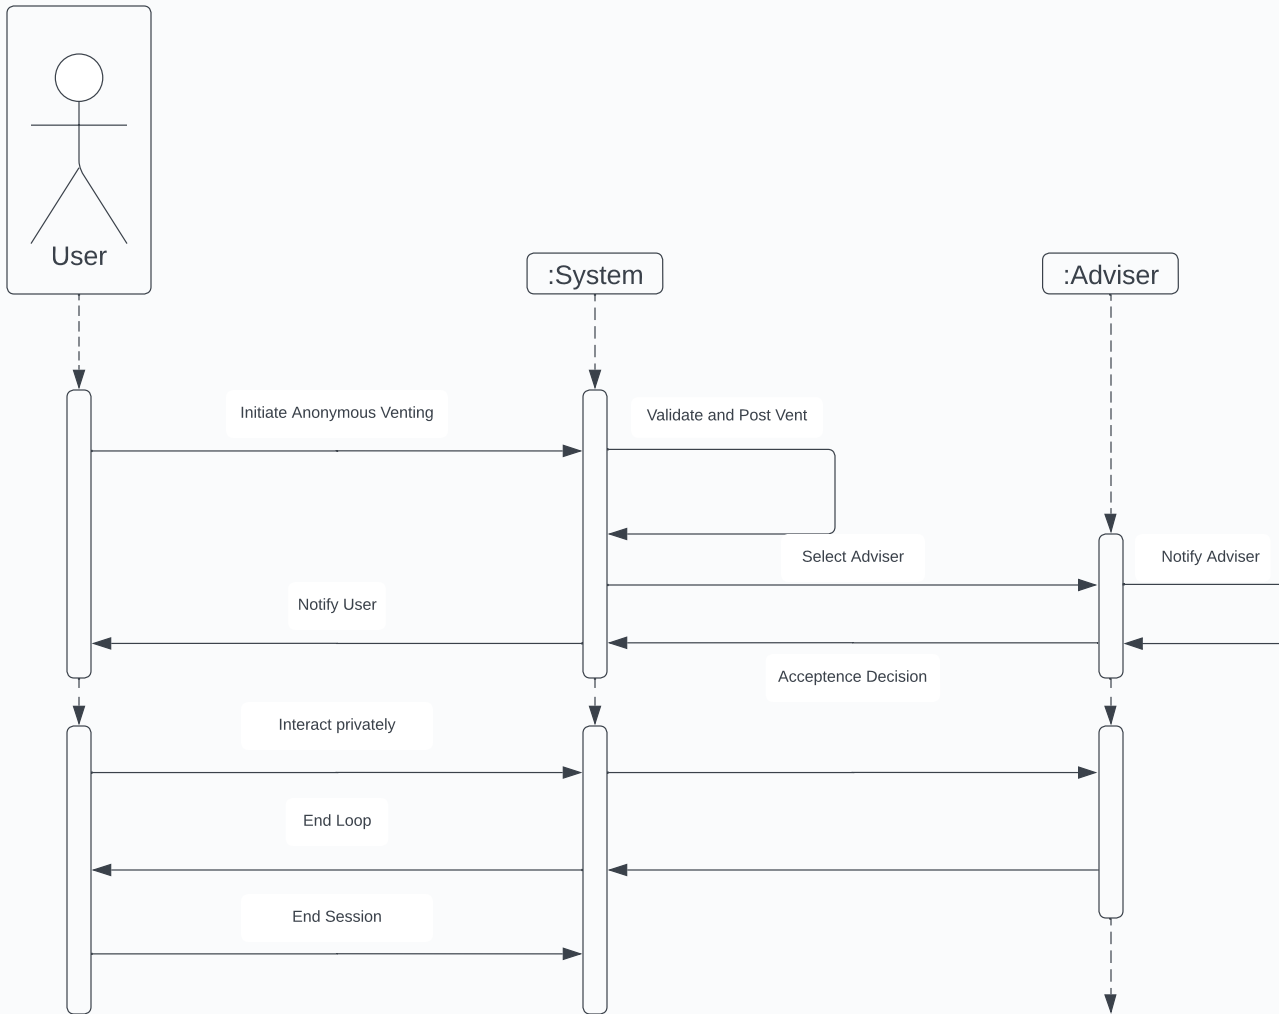 User
:System
:Adviser
Initiate Anonymous Venting
Validate and Post Vent
Select Adviser
Notify Adviser
Notify User
Acceptence Decision
Interact privately
End Loop
End Session